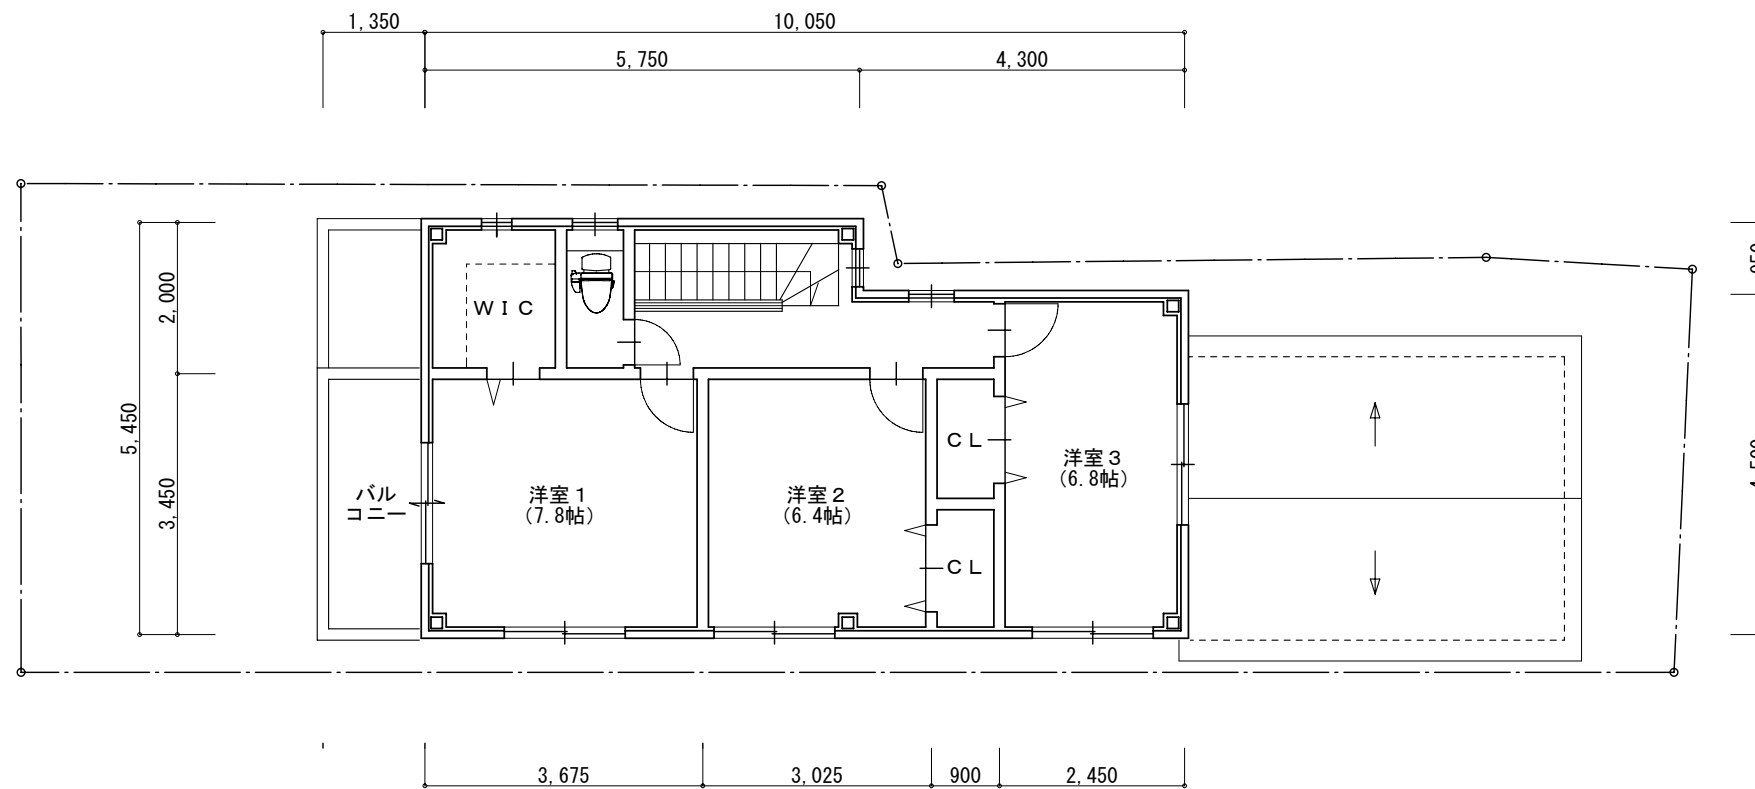 1,350
10,050
5,750
4,300
2,000
5,450
3,450
ＷＩＣ
バル
コニー
洋室１
(7.8帖)
洋室２
(6.4帖)
ＣＬ
ＣＬ
洋室３
(6.8帖)
3,675
3,025
900
2,450